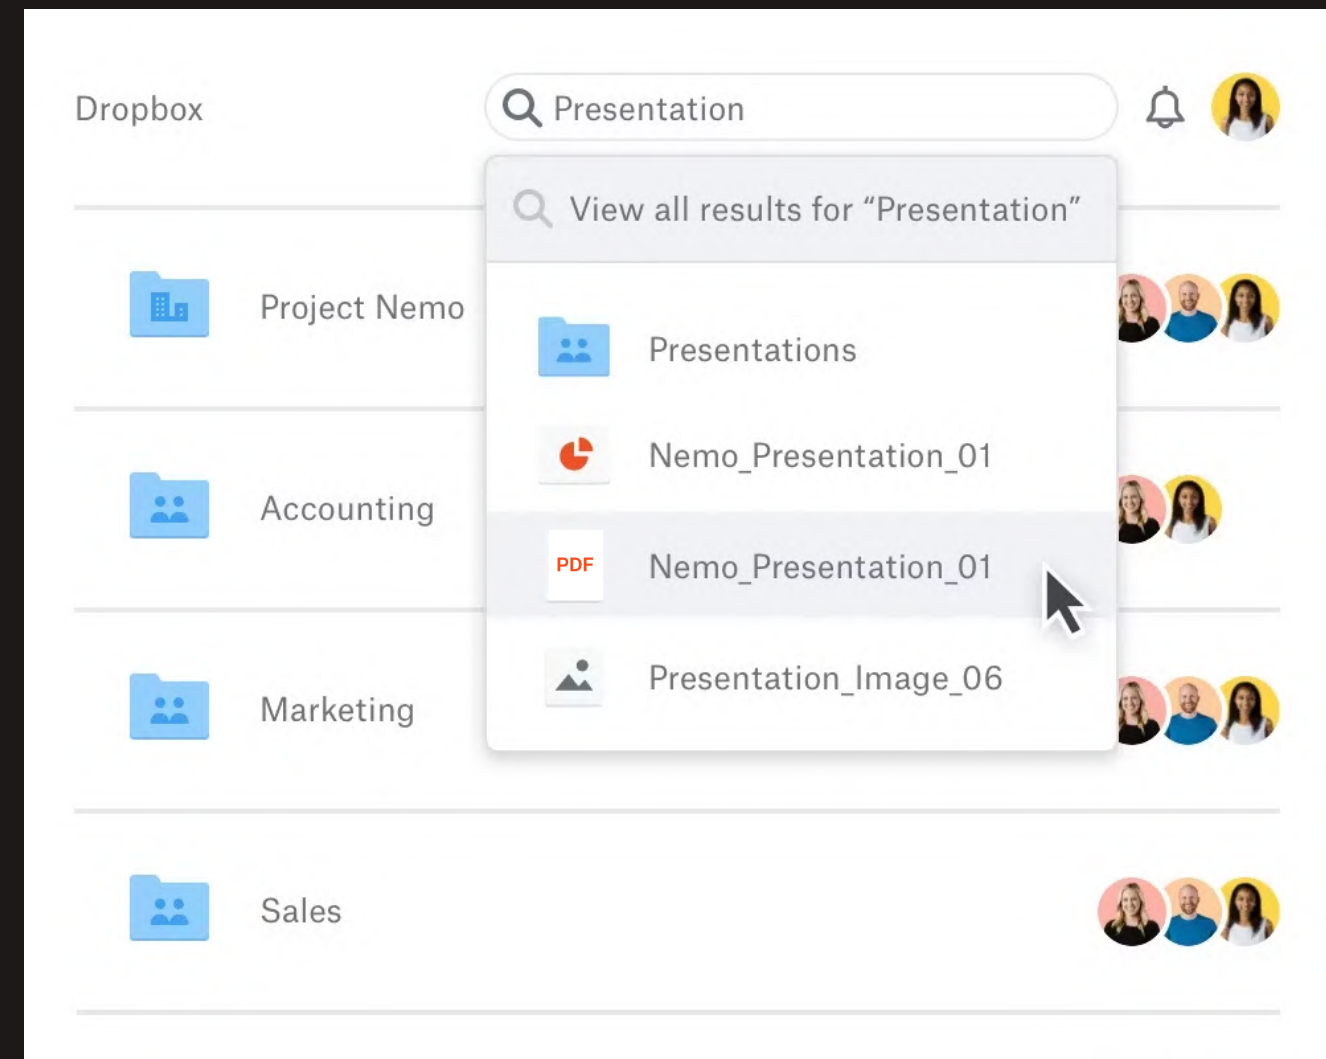 Dropbox
Presentation
View all results for “Presentation”
Project Nemo
Presentations
Nemo_Presentation_01
Accounting
PDF
Nemo_Presentation_01
Marketing
Presentation_Image_06
Sales